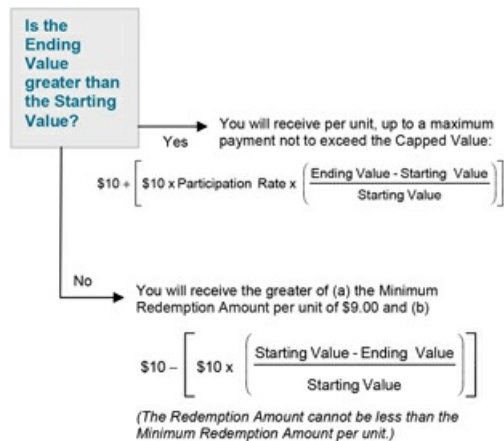 Is the
Ending
Value
greater than
the Starting
Value?
Yes
You will receive per unit, up to a maximum
payment not to exceed the Capped Value:
$10 + [ $10 x Participation Rate x ( Ending Value - Starting Value
Starting Value ) ]
No
You will receive the greater of (a) the Minimum
Redemption Amount per unit of $9.00 and (b)
$10 – [ $10 x ( Starting Value - Ending Value
Starting Value ) ]
(The Redemption Amount cannot be less than the
Minimum Redemption Amount per unit.)